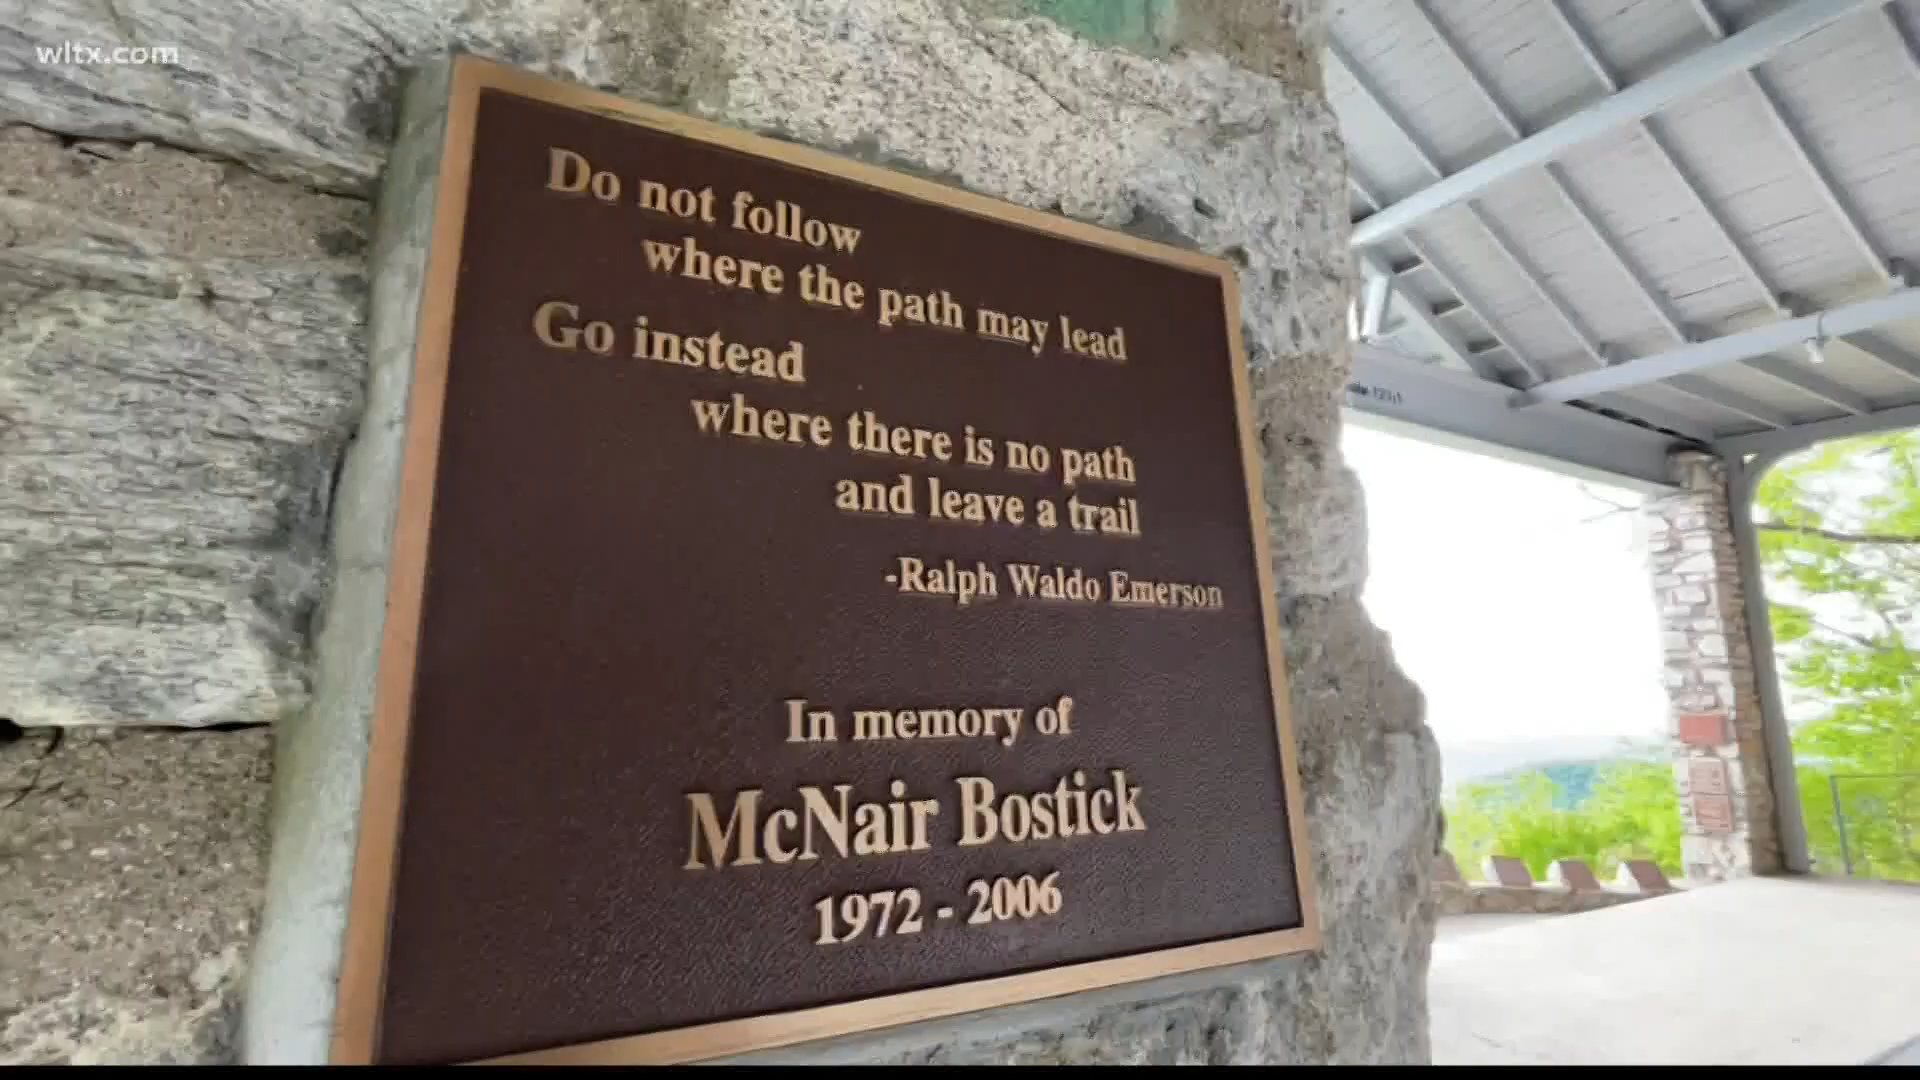 wltx.com
Do not follow
where the path may lead
Go instead
where there is no path
and leave a trail
-Ralph Waldo Emerson
In memory of
McNair Bostick
1972 - 2006